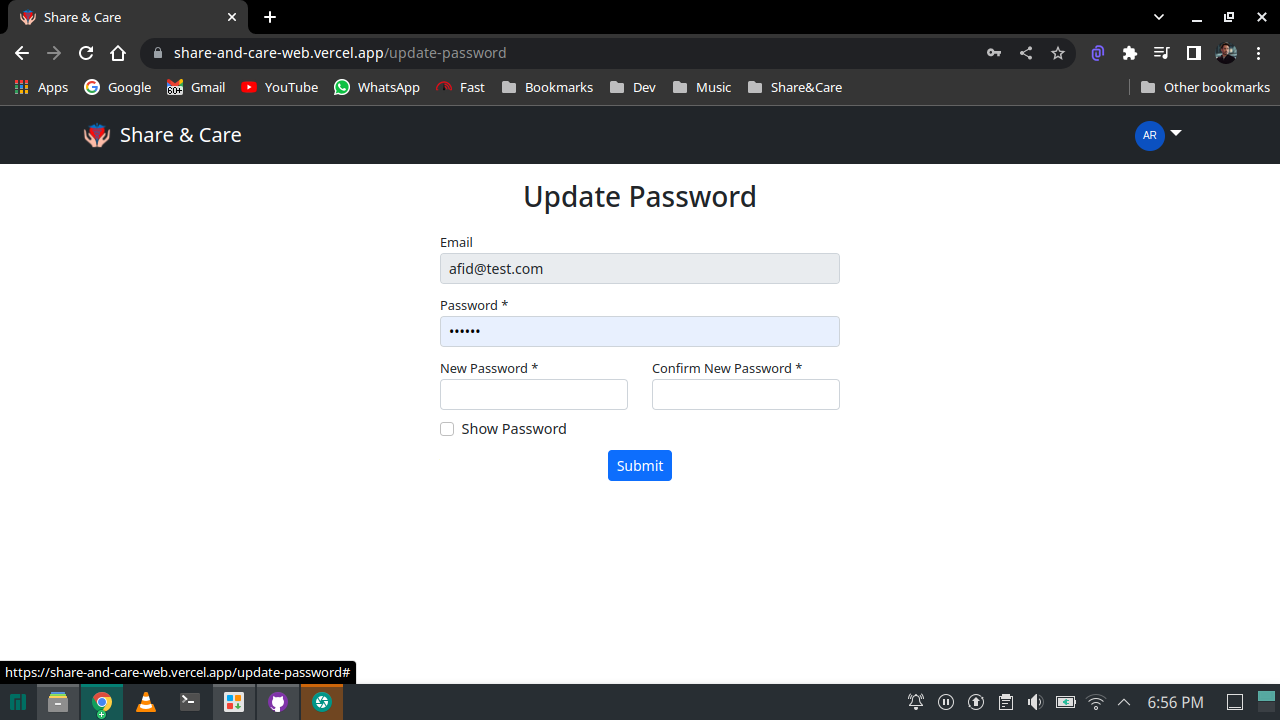 Share & Care
share-and-care-web.vercel.app/update-password
Apps Google Gmail YouTube WhatsApp Fast Bookmarks Dev Music Share&Care Other bookmarks
60+
Share & Care AR
Update Password
Email
afid@test.com
Password *
••••••
New Password * Confirm New Password *
Show Password
Submit
https://share-and-care-web.vercel.app/update-password#
6:56 PM